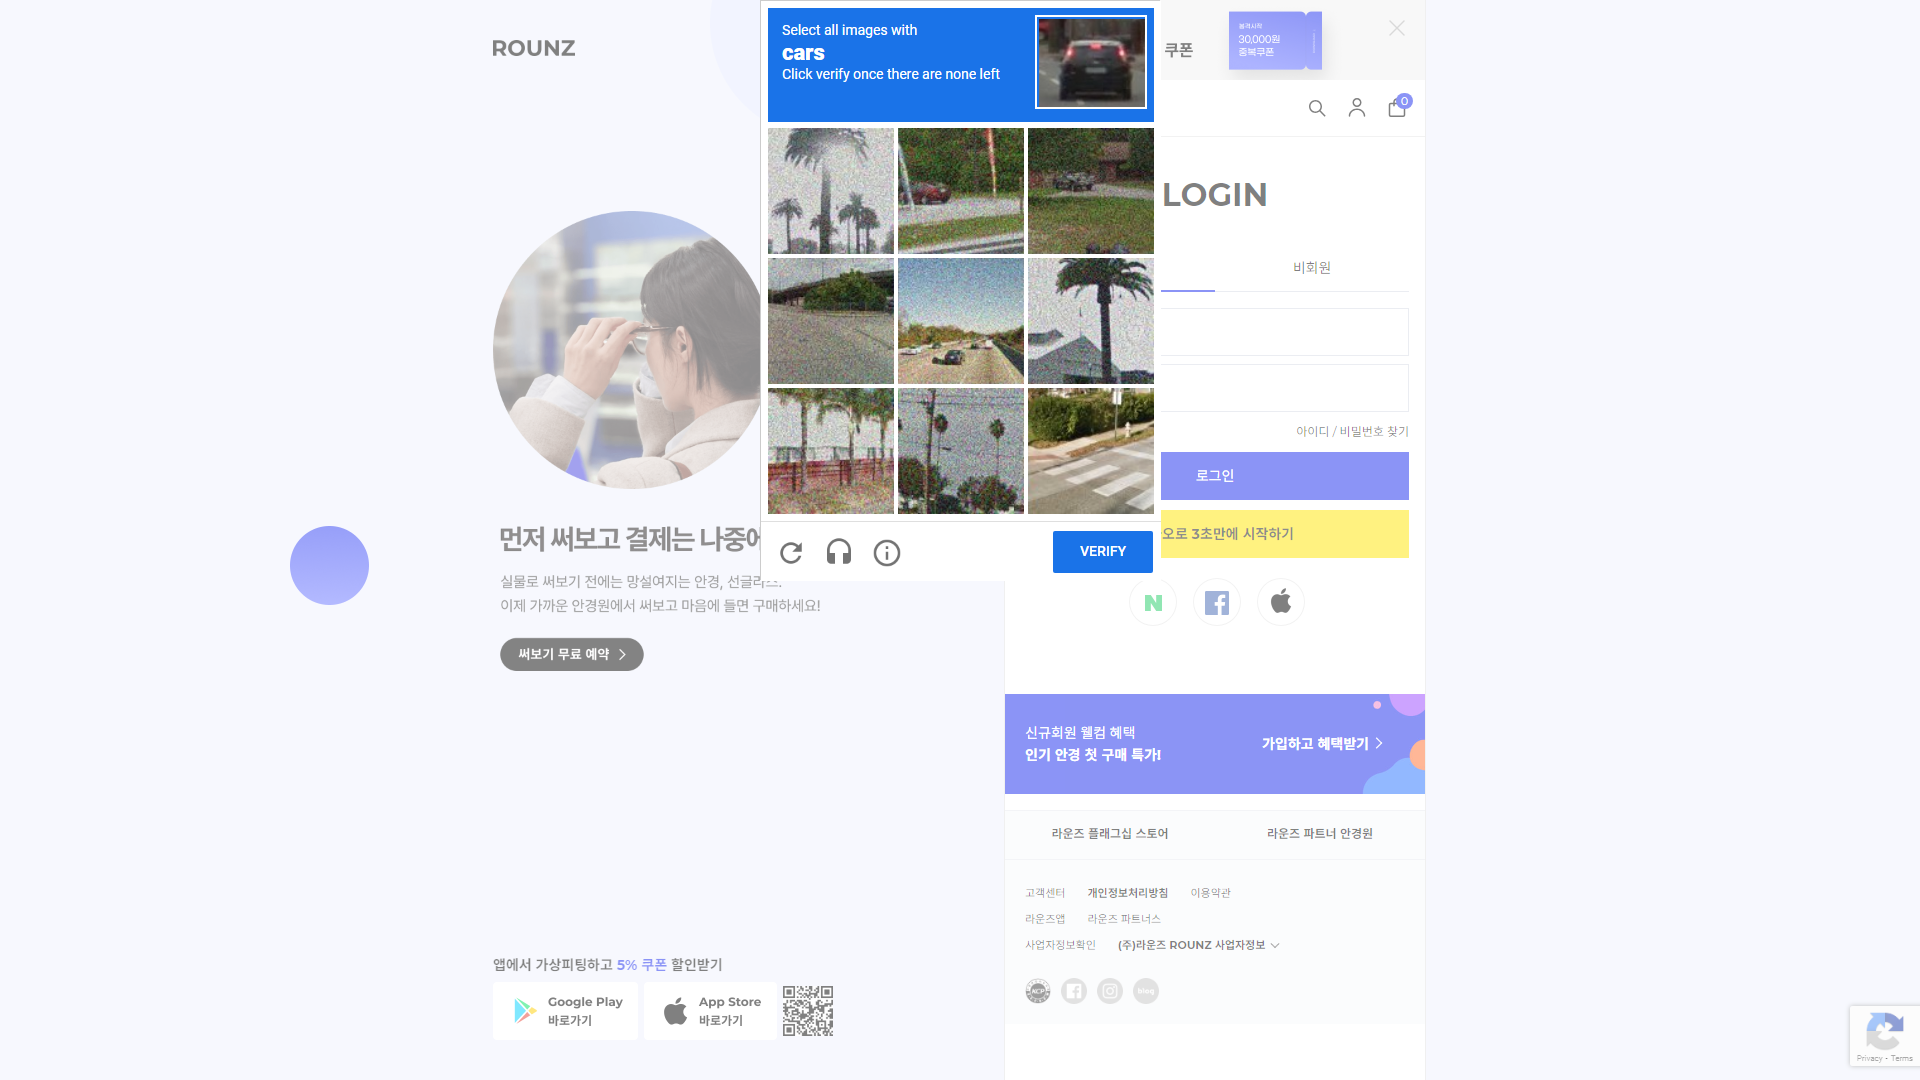 ROUNZ
먼저 써보고 결제는 나중에
실물로 써보기 전에는 망설여지는 안경, 선글라스.
이제 가까운 안경원에서 써보고 마음에 들면 구매하세요!
써보기 무료 예약
앱에서 가상피팅하고 5% 쿠폰 할인받기
Google Play
바로가기
App Store
바로가기
Select all images with
cars
Click verify once there are none left
VERIFY
쿠폰
30,000원
중복쿠폰
0
LOGIN
비회원
아이디 / 비밀번호 찾기
로그인
오로 3초만에 시작하기
신규회원 웰컴 혜택
인기 안경 첫 구매 특가!
가입하고 혜택받기
라운즈 플래그십 스토어
라운즈 파트너 안경원
고객센터 개인정보처리방침 이용약관
라운즈앱 라운즈 파트너스
사업자정보확인 (주)라운즈 ROUNZ 사업자정보
blog
Privacy - Terms